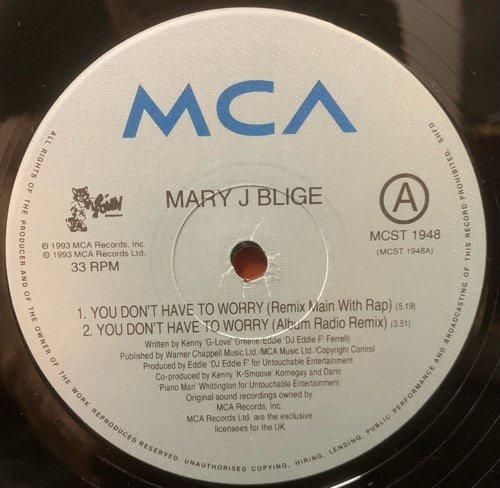 MCA
MARY J BLIGE
A
MCST 1948
(MCST 1948A)
℗ 1993 MCA Records, Inc.
© 1993 MCA Records Ltd.
33 RPM
1. YOU DON'T HAVE TO WORRY (Remix Main With Rap) (5.19)
2. YOU DON'T HAVE TO WORRY (Album Radio Remix) (3.51)
Written by Kenny 'G-Love' Greene/Eddie 'DJ Eddie F' Ferrell)
Published by Warner Chappell Music Ltd./MCA Music Ltd./Copyright Control
Produced by Eddie 'DJ Eddie F' for Untouchable Entertainment
Co-produced by Kenny 'K-Smoove' Kornegay and Darin
'Piano Man' Whittington for Untouchable Entertainment
Original sound recordings owned by
MCA Records, Inc.
MCA Records Ltd. are the exclusive
licensees for the UK
ALL RIGHTS OF THE PRODUCER AND OF THE OWNER OF THE WORK REPRODUCED RESERVED. UNAUTHORISED COPYING, HIRING, LENDING, PUBLIC PERFORMANCE AND BROADCASTING OF THIS RECORD PROHIBITED. SHFD